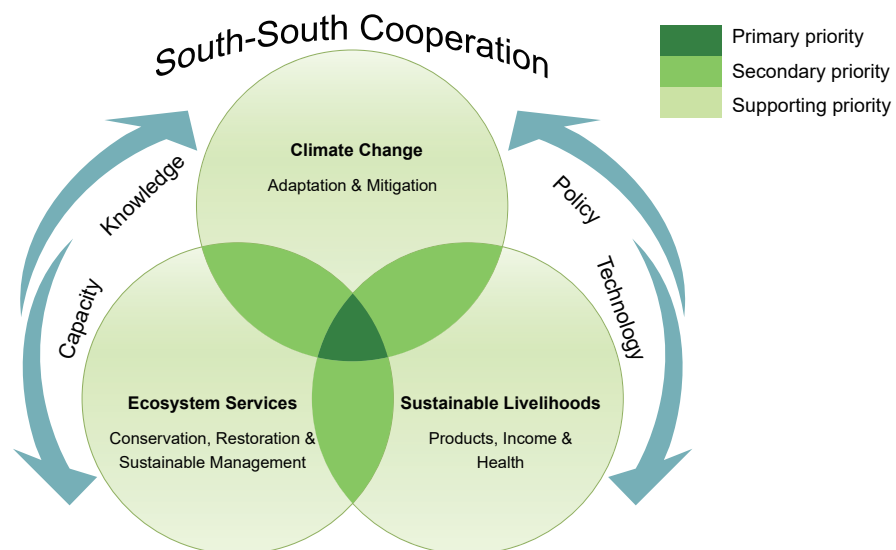 South-South Cooperation
Primary priority
Secondary priority
Supporting priority
Climate Change
Adaptation & Mitigation
Knowledge
Policy
Capacity
Technology
Ecosystem Services
Conservation, Restoration &
Sustainable Management
Sustainable Livelihoods
Products, Income &
Health